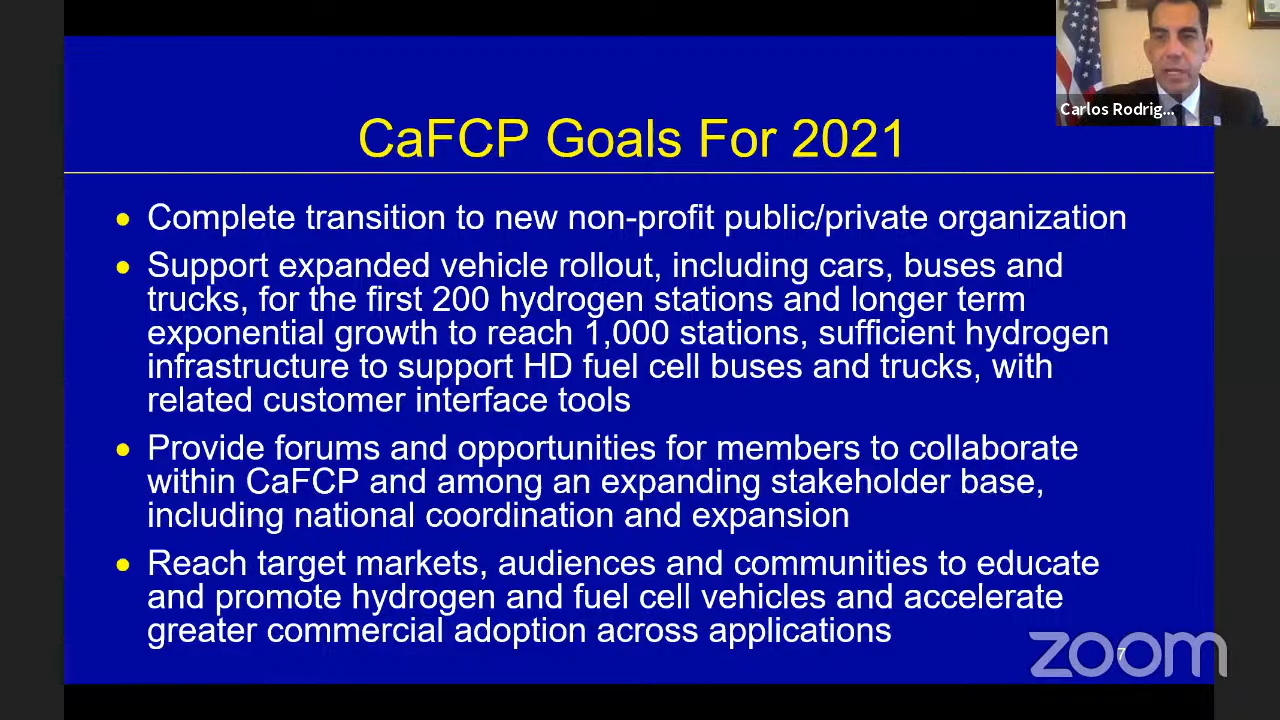 Carlos Rodrig...
CaFCP Goals For 2021
• Complete transition to new non-profit public/private organization
• Support expanded vehicle rollout, including cars, buses and
trucks, for the first 200 hydrogen stations and longer term
exponential growth to reach 1,000 stations, sufficient hydrogen
infrastructure to support HD fuel cell buses and trucks, with
related customer interface tools
• Provide forums and opportunities for members to collaborate
within CaFCP and among an expanding stakeholder base,
including national coordination and expansion
• Reach target markets, audiences and communities to educate
and promote hydrogen and fuel cell vehicles and accelerate
greater commercial adoption across applications
7
zoom